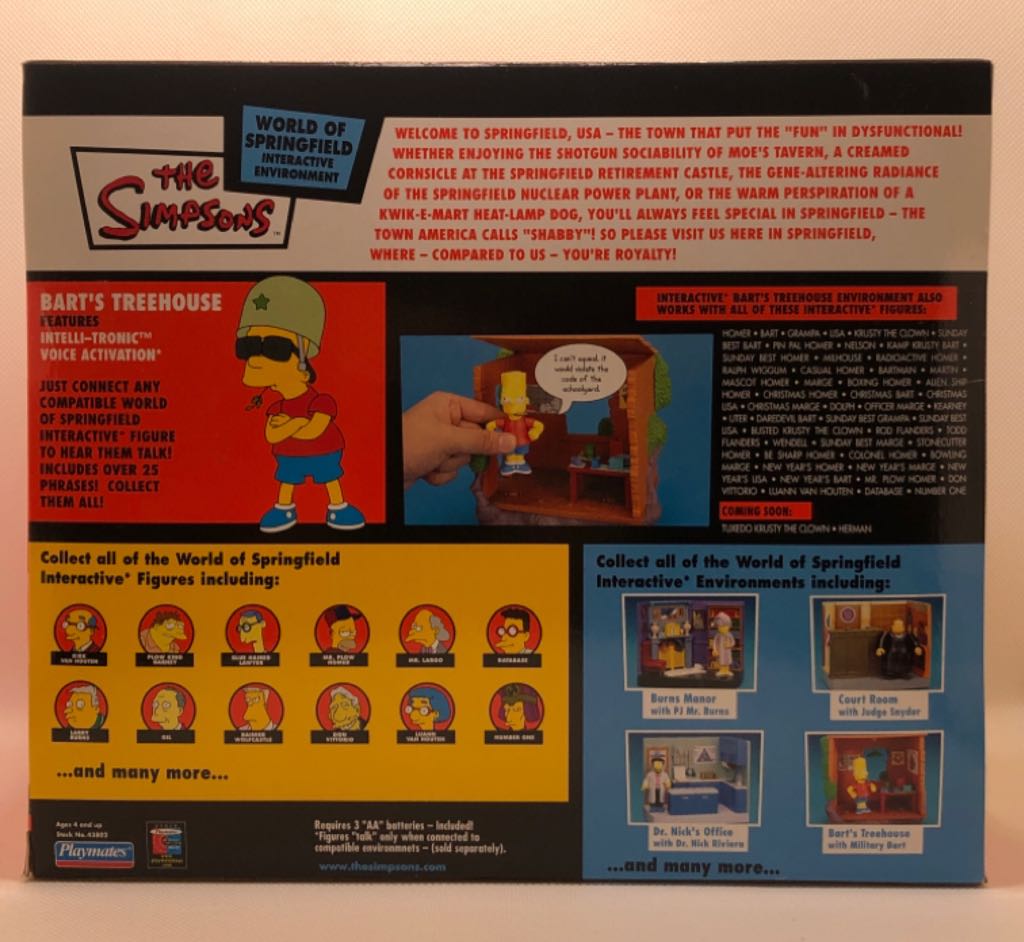 THE SIMPSONS™
WORLD OF
SPRINGFIELD
INTERACTIVE
ENVIRONMENT
WELCOME TO SPRINGFIELD, USA – THE TOWN THAT PUT THE "FUN" IN DYSFUNCTIONAL!
WHETHER ENJOYING THE SHOTGUN SOCIABILITY OF MOE'S TAVERN, A CREAMED
CORNSICLE AT THE SPRINGFIELD RETIREMENT CASTLE, THE GENE-ALTERING RADIANCE
OF THE SPRINGFIELD NUCLEAR POWER PLANT, OR THE WARM PERSPIRATION OF A
KWIK-E-MART HEAT-LAMP DOG, YOU'LL ALWAYS FEEL SPECIAL IN SPRINGFIELD – THE
TOWN AMERICA CALLS "SHABBY"! SO PLEASE VISIT US HERE IN SPRINGFIELD,
WHERE – COMPARED TO US – YOU'RE ROYALTY!
BART'S TREEHOUSE
FEATURES
INTELLI-TRONIC™
VOICE ACTIVATION*
JUST CONNECT ANY
COMPATIBLE WORLD
OF SPRINGFIELD
INTERACTIVE* FIGURE
TO HEAR THEM TALK!
INCLUDES OVER 25
PHRASES! COLLECT
THEM ALL!
I can't squeal, it
would violate the
code of the
schoolyard.
INTERACTIVE* BART'S TREEHOUSE ENVIRONMENT ALSO
WORKS WITH ALL OF THESE INTERACTIVE* FIGURES:
HOMER • BART • GRAMPA • LISA • KRUSTY THE CLOWN • SUNDAY
BEST BART • PIN PAL HOMER • NELSON • KAMP KRUSTY BART •
SUNDAY BEST HOMER • MILHOUSE • RADIOACTIVE HOMER •
RALPH WIGGUM • CASUAL HOMER • BARTMAN • MARTIN •
MASCOT HOMER • MARGE • BOXING HOMER • ALIEN SHIP
HOMER • CHRISTMAS HOMER • CHRISTMAS BART • CHRISTMAS
LISA • CHRISTMAS MARGE • DOLPH • OFFICER MARGE • KEARNEY
• UTER • DAREDEVIL BART • SUNDAY BEST GRAMPA • SUNDAY BEST
LISA • BUSTED KRUSTY THE CLOWN • ROD FLANDERS • TODD
FLANDERS • WENDELL • SUNDAY BEST MARGE • STONECUTTER
HOMER • BE SHARP HOMER • COLONEL HOMER • BOWLING
MARGE • NEW YEAR'S HOMER • NEW YEAR'S MARGE • NEW
YEAR'S LISA • NEW YEAR'S BART • MR. PLOW HOMER • DON
VITTORIO • LUANN VAN HOUTEN • DATABASE • NUMBER ONE
COMING SOON:
TUXEDO KRUSTY THE CLOWN • HERMAN
Collect all of the World of Springfield
Interactive* Figures including:
KIRK
VAN HOUTEN
PLOW KING
BARNEY
BLUE HAIRED
LAWYER
MR. PLOW
HOMER
MR. LARGO
DATABASE
LARRY
BURNS
GIL
RAINIER
WOLFCASTLE
DON
VITTORIO
LUANN
VAN HOUTEN
NUMBER ONE
...and many more...
Collect all of the World of Springfield
Interactive* Environments including:
Burns Manor
with PJ Mr. Burns
Court Room
with Judge Snyder
Dr. Nick's Office
with Dr. Nick Riviera
Bart's Treehouse
with Military Bart
...and many more...
Ages 4 and up
Stock No. 43802
Playmates
Requires 3 "AA" batteries – Included!
*Figures "talk" only when connected to
compatible environmnets – (sold separately).
www.thesimpsons.com